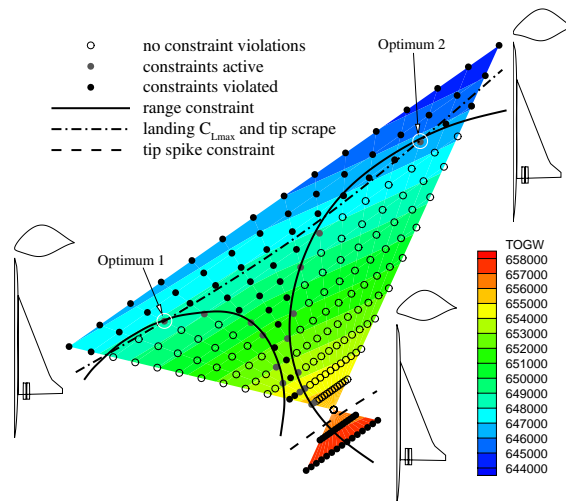 no constraint violations
constraints active
constraints violated
range constraint
landing CLmax and tip scrape
tip spike constraint
Optimum 2
Optimum 1
TOGW
658000
657000
656000
655000
654000
653000
652000
651000
650000
649000
648000
647000
646000
645000
644000